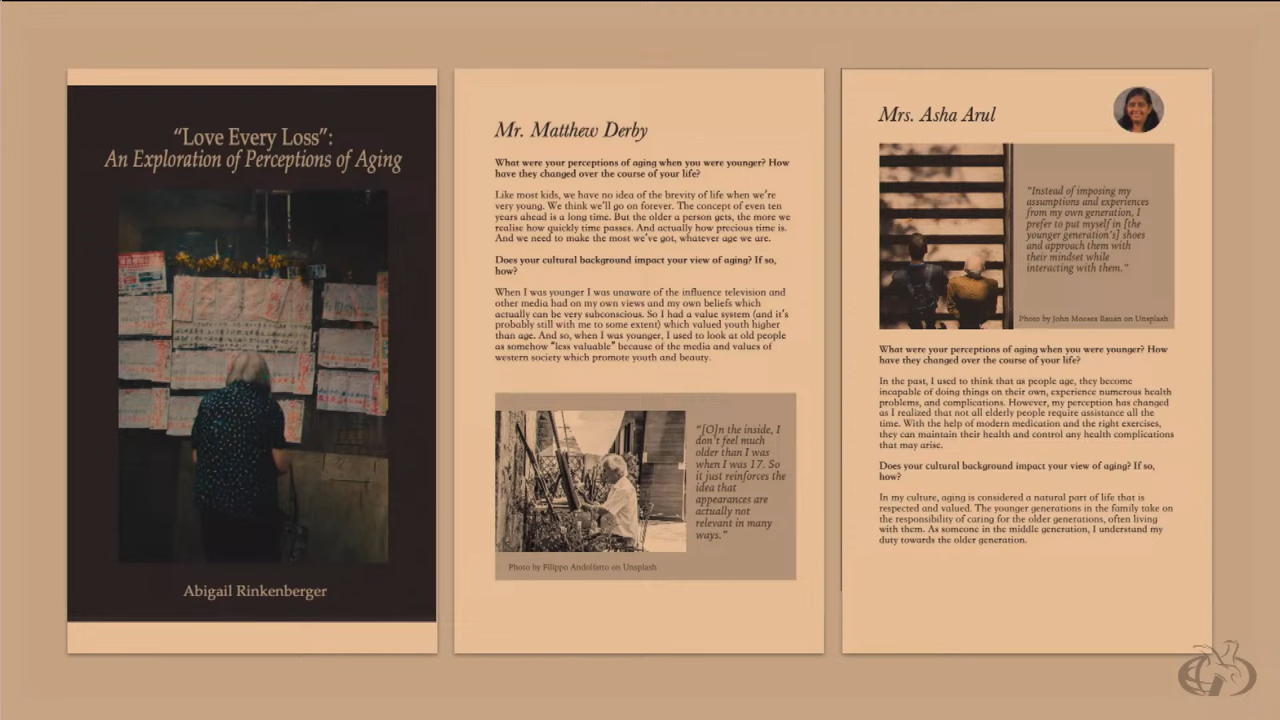 “Love Every Loss”:
An Exploration of Perceptions of Aging
Abigail Rinkenberger
Mr. Matthew Derby
What were your perceptions of aging when you were younger? How
have they changed over the course of your life?
Like most kids, we have no idea of the brevity of life when we’re
very young. We think we’ll go on forever. The concept of even ten
years ahead is a long time. But the older a person gets, the more we
realise how quickly time passes. And actually how precious time is.
And we need to make the most we’ve got, whatever age we are.
Does your cultural background impact your view of aging? If so,
how?
When I was younger I was unaware of the influence television and
other media had on my own views and my own beliefs which
actually can be very subconscious. So I had a value system (and it’s
probably still with me to some extent) which valued youth higher
than age. And so, when I was younger, I used to look at old people
as somehow “less valuable” because of the media and values of
western society which promote youth and beauty.
“[O]n the inside, I
don’t feel much
older than I was
when I was 17. So
it just reinforces the
idea that
appearances are
actually not
relevant in many
ways.”
Photo by Filippo Andolfatto on Unsplash
Mrs. Asha Arul
“Instead of imposing my
assumptions and experiences
from my own generation, I
prefer to put myself in [the
younger generation’s] shoes
and approach them with
their mindset while
interacting with them.”
Photo by John Moeses Bauan on Unsplash
What were your perceptions of aging when you were younger? How
have they changed over the course of your life?
In the past, I used to think that as people age, they become
incapable of doing things on their own, experience numerous health
problems, and complications. However, my perception has changed
as I realized that not all elderly people require assistance all the
time. With the help of modern medication and the right exercises,
they can maintain their health and control any health complications
that may arise.
Does your cultural background impact your view of aging? If so,
how?
In my culture, aging is considered a natural part of life that is
respected and valued. The younger generations in the family take on
the responsibility of caring for the older generations, often living
with them. As someone in the middle generation, I understand my
duty towards the older generation.